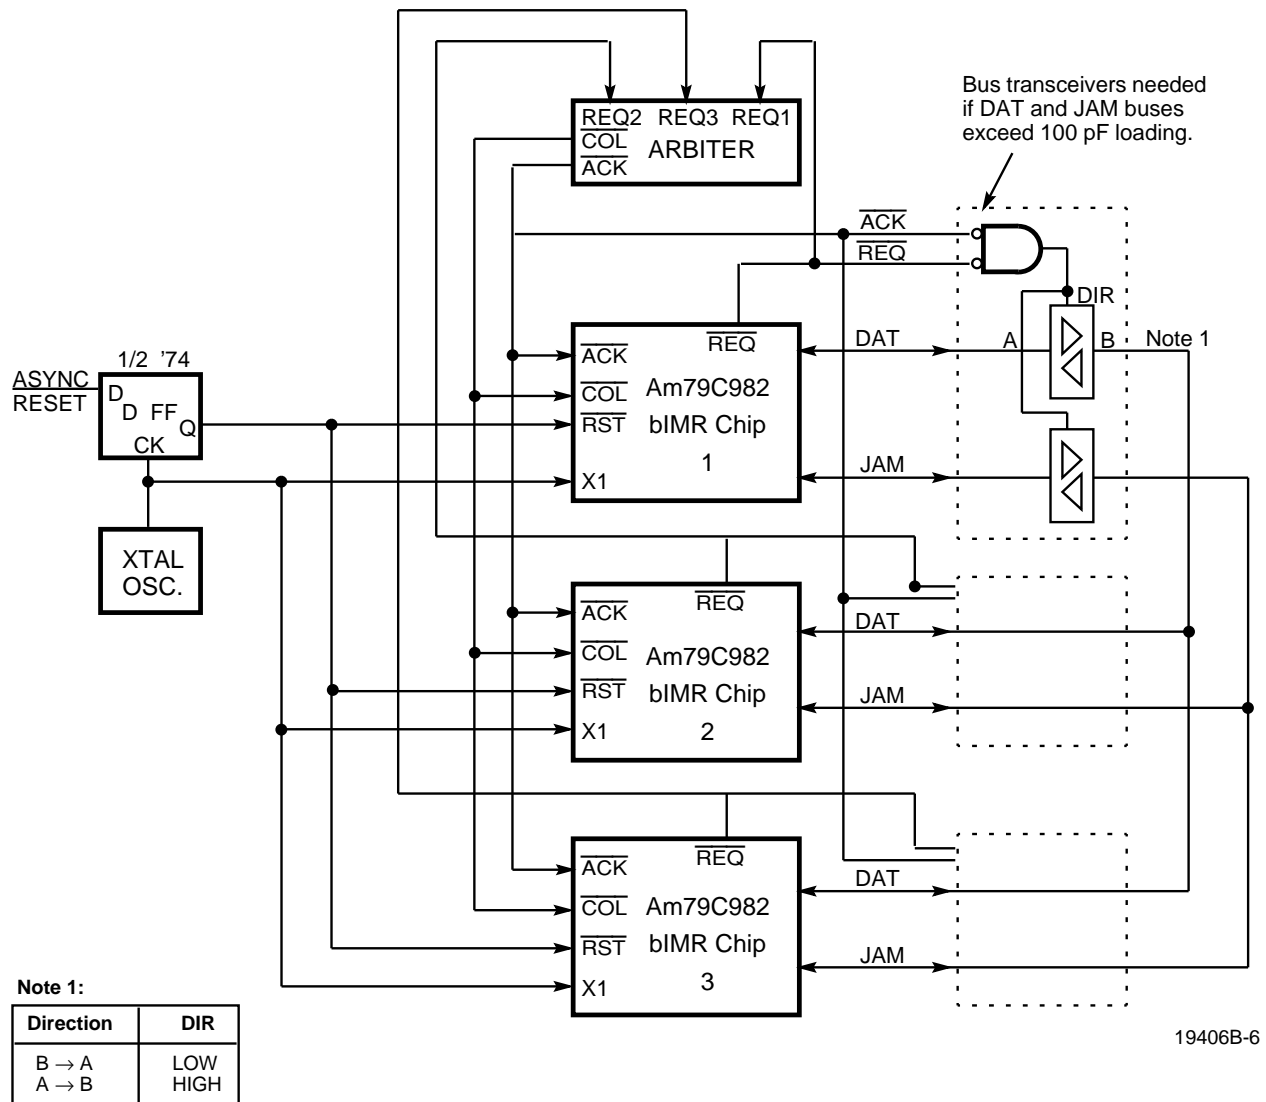 Bus transceivers needed
if DAT and JAM buses
exceed 100 pF loading.
REQ2 REQ3 REQ1
COL
ARBITER
ACK
ACK
REQ
DIR
REQ
DAT
A
B
Note 1
1/2 '74
ASYNC
RESET
D
D FF
Q
CK
ACK
COL
RST
X1
Am79C982
bIMR Chip
1
JAM
XTAL
OSC.
REQ
ACK
DAT
COL
Am79C982
RST
bIMR Chip
JAM
X1
2
REQ
ACK
DAT
COL
Am79C982
RST
bIMR Chip
JAM
X1
3
Note 1:
Direction DIR
B → A LOW
A → B HIGH
19406B-6